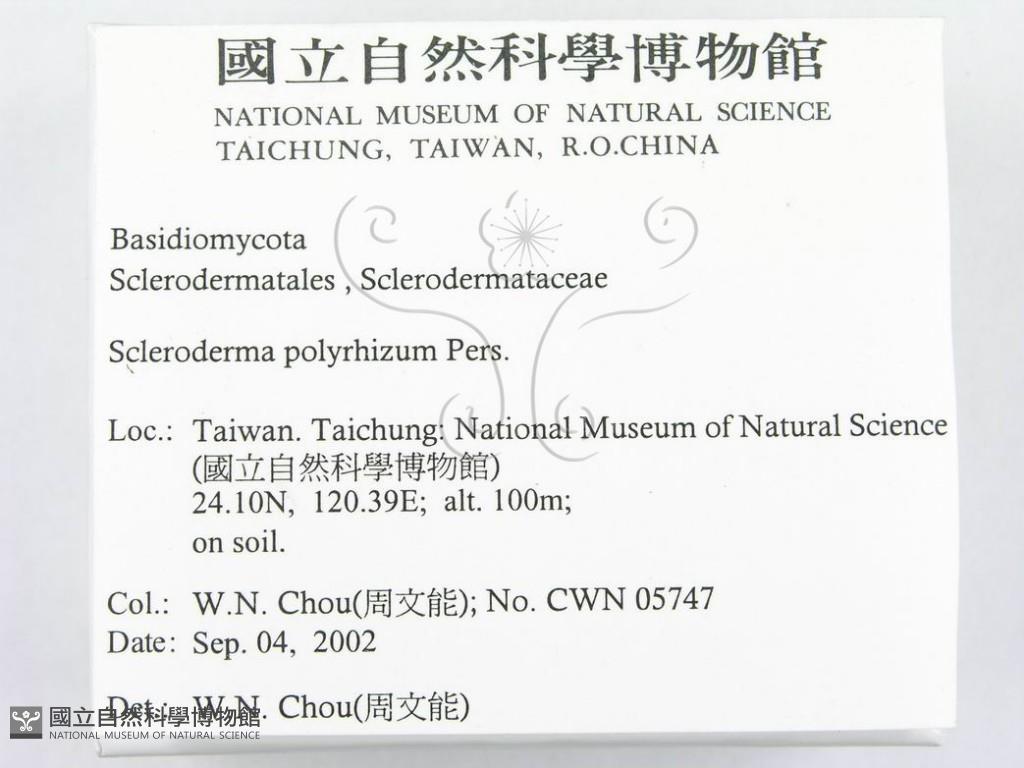 國立自然科學博物館
NATIONAL MUSEUM OF NATURAL SCIENCE
TAICHUNG, TAIWAN, R.O.CHINA
Basidiomycota
Sclerodermatales , Sclerodermataceae
Scleroderma polyrhizum Pers.
Loc.: Taiwan. Taichung: National Museum of Natural Science
(國立自然科學博物館)
24.10N, 120.39E; alt. 100m;
on soil.
Col.: W.N. Chou(周文能); No. CWN 05747
Date: Sep. 04, 2002
Det.: W.N. Chou(周文能)
國立自然科學博物館
NATIONAL MUSEUM OF NATURAL SCIENCE